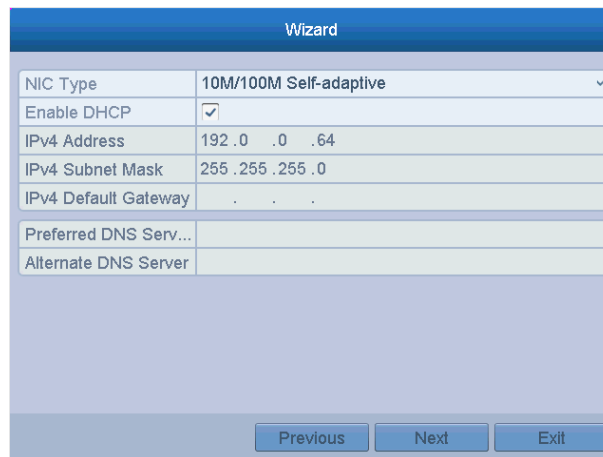 Wizard
NIC Type 10M/100M Self-adaptive
Enable DHCP
IPv4 Address 192 .0 .0 .64
IPv4 Subnet Mask 255 .255 .255 .0
IPv4 Default Gateway . . .
Preferred DNS Serv...
Alternate DNS Server
Previous Next Exit